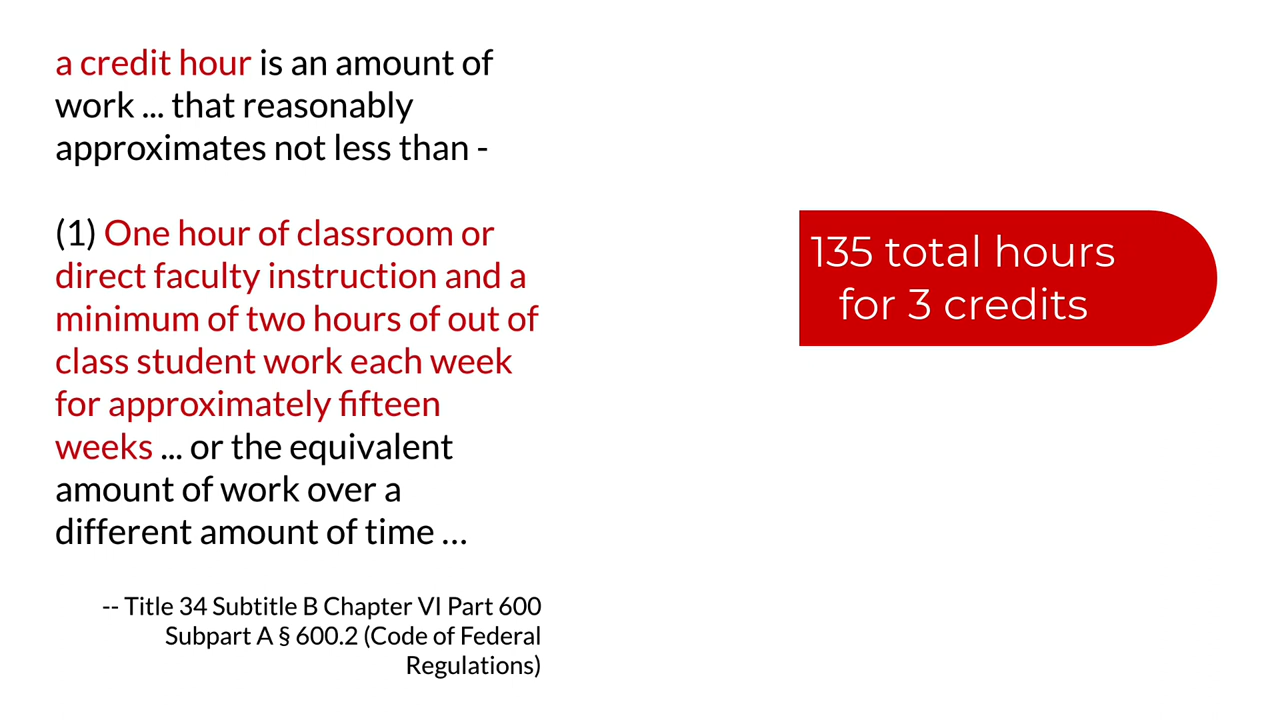 a credit hour is an amount of
work ... that reasonably
approximates not less than -
(1) One hour of classroom or
direct faculty instruction and a
minimum of two hours of out of
class student work each week
for approximately fifteen
weeks ... or the equivalent
amount of work over a
different amount of time ...
-- Title 34 Subtitle B Chapter VI Part 600
Subpart A § 600.2 (Code of Federal
Regulations)
135 total hours
for 3 credits